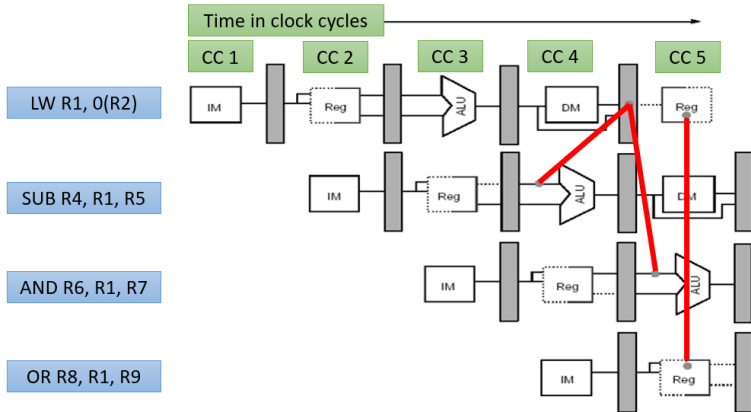 Time in clock cycles
CC 1 CC 2 CC 3 CC 4 CC 5
LW R1, 0(R2)
IM Reg ALU DM Reg
SUB R4, R1, R5
IM Reg ALU DM
AND R6, R1, R7
IM Reg ALU
OR R8, R1, R9
IM Reg